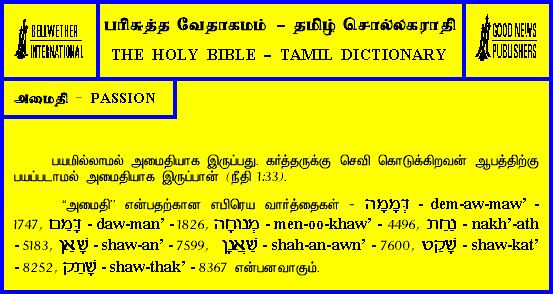 BELLWETHER
INTERNATIONAL
பரிசுத்த வேதாகமம் – தமிழ் சொல்லகராதி
THE HOLY BIBLE – TAMIL DICTIONARY
GOOD NEWS
PUBLISHERS
அமைதி - PASSION
பயமில்லாமல் அமைதியாக இருப்பது. கர்த்தருக்கு செவி கொடுக்கிறவன் ஆபத்திற்கு
பயப்படாமல் அமைதியாக இருப்பான் (நீதி 1:33).
“அமைதி” என்பதற்கான எபிரெய வார்த்தைகள் - דְּמָמָה - dem-aw-maw’ -
1747, דָּמַם - daw-man’ - 1826, מְנוּחָה - men-oo-khaw’ - 4496, נַחַת - nakh’-ath
- 5183, שָׁאַן - shaw-an’ - 7599, שַׁאֲנָן - shah-an-awn’ - 7600, שָׁקַט - shaw-kat’
- 8252, שָׁתַק - shaw-thak’ - 8367 என்பனவாகும்.